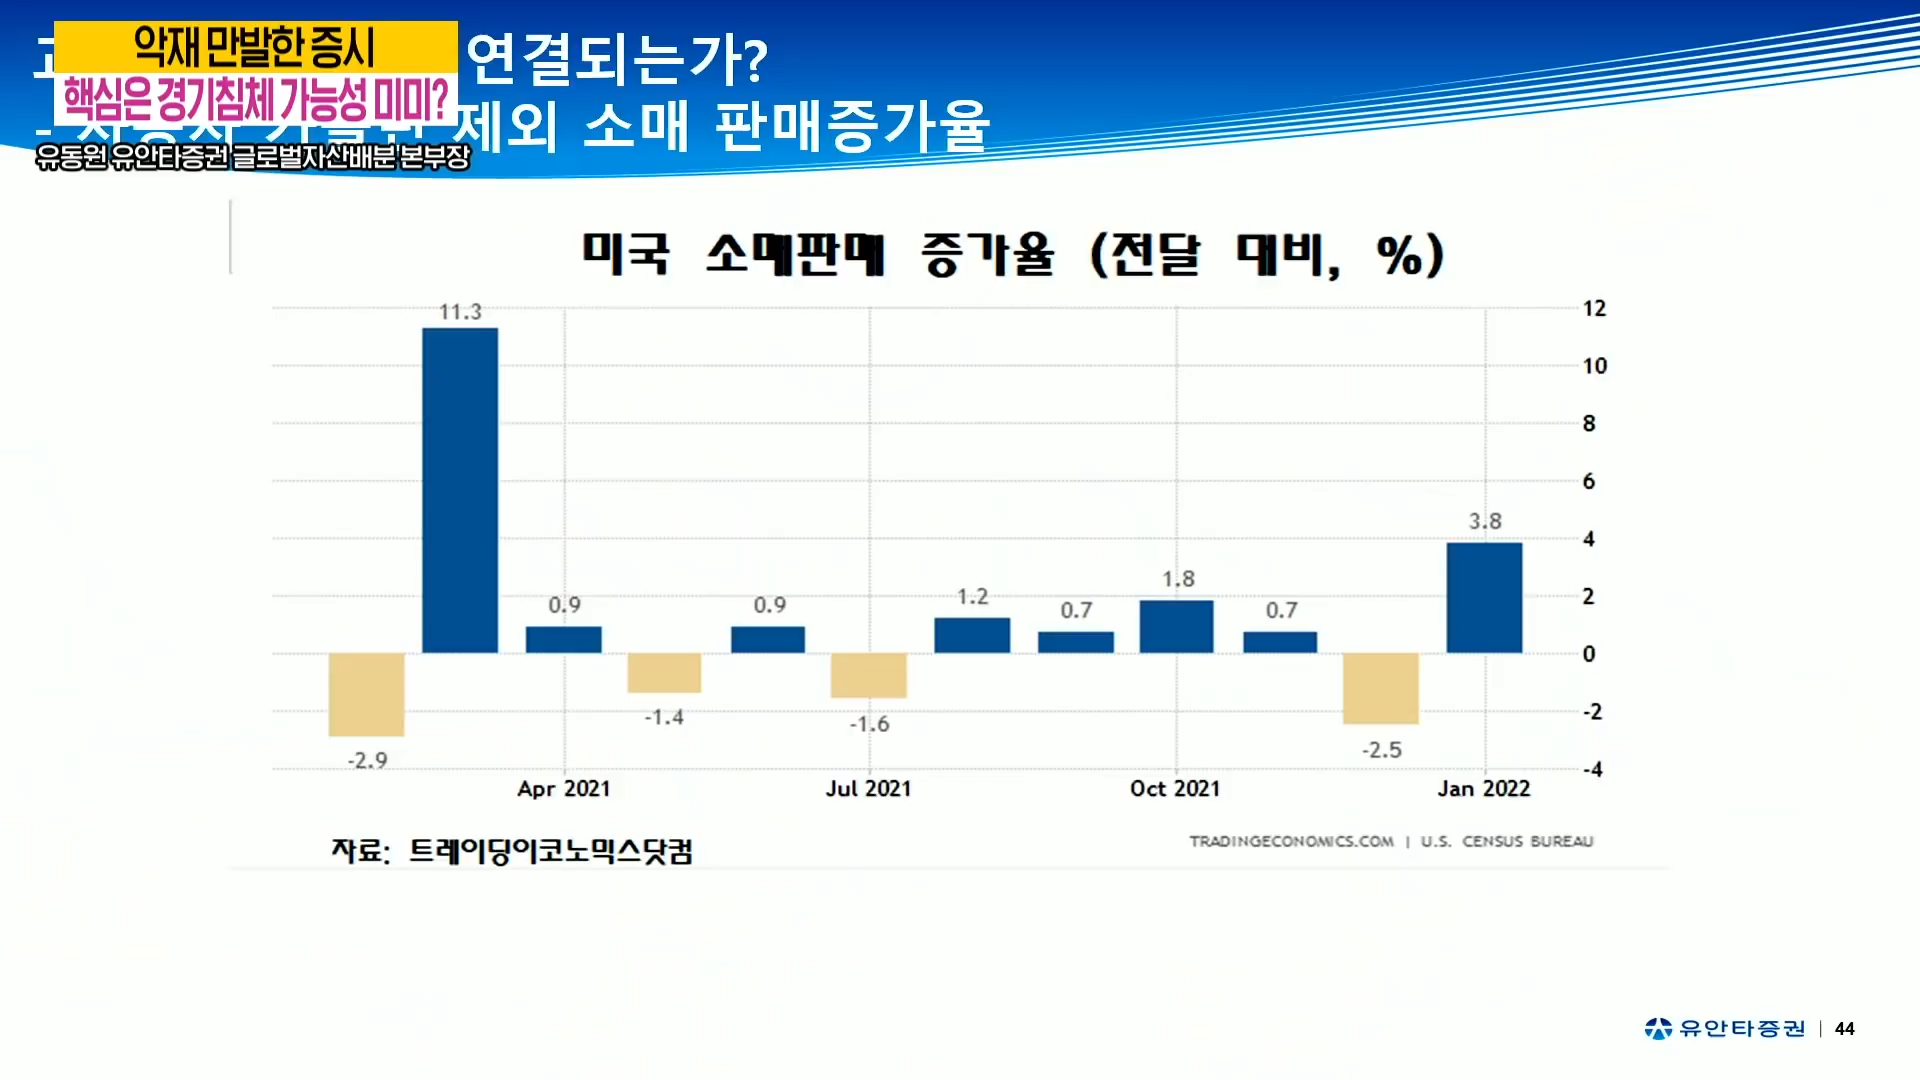 악재 만발한 증시
핵심은 경기침체 가능성 미미?
유동원 유안타증권 글로벌자산배분 본부장
연결되는가?
제외 소매 판매증가율
미국 소매판매 증가율 (전달 대비, %)
12
10
8
6
4
2
0
-2
-4
-2.9
11.3
0.9
-1.4
0.9
-1.6
1.2
0.7
1.8
0.7
-2.5
3.8
Apr 2021
Jul 2021
Oct 2021
Jan 2022
자료: 트레이딩이코노믹스닷컴
TRADINGECONOMICS.COM | U.S. CENSUS BUREAU
유안타증권 | 44